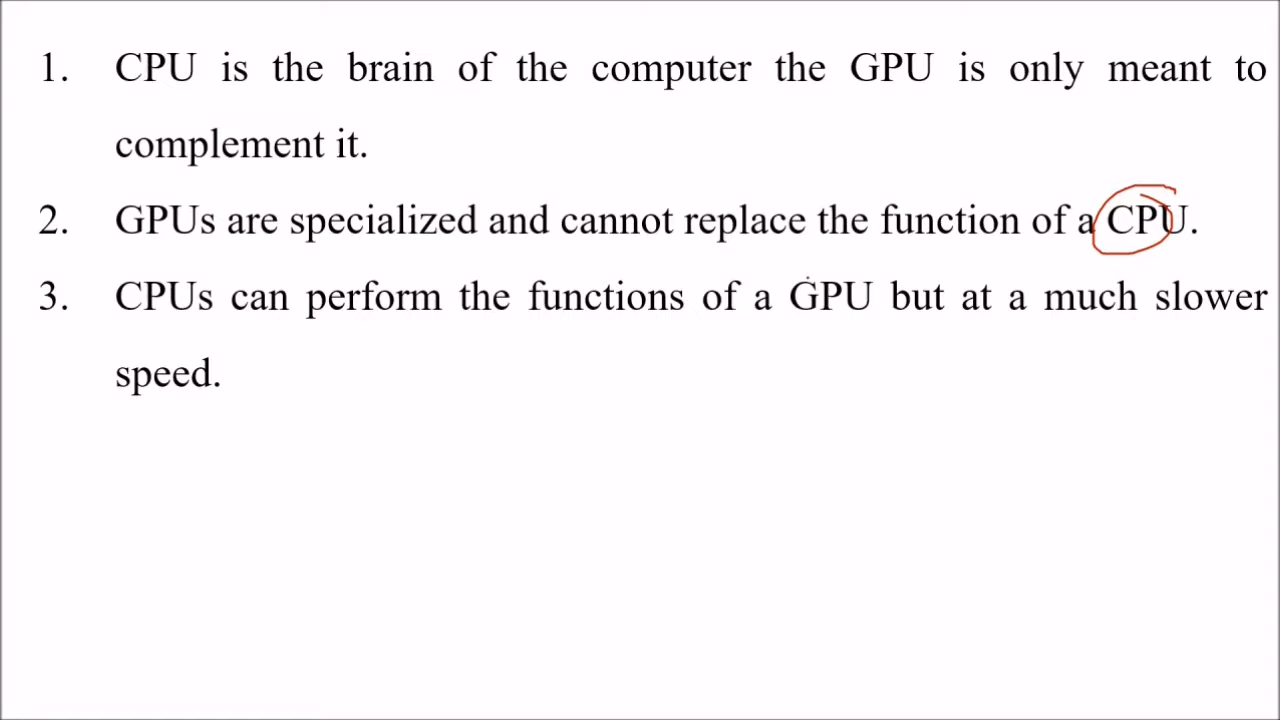 1. CPU is the brain of the computer the GPU is only meant to
complement it.
2. GPUs are specialized and cannot replace the function of a CPU.
3. CPUs can perform the functions of a GPU but at a much slower
speed.